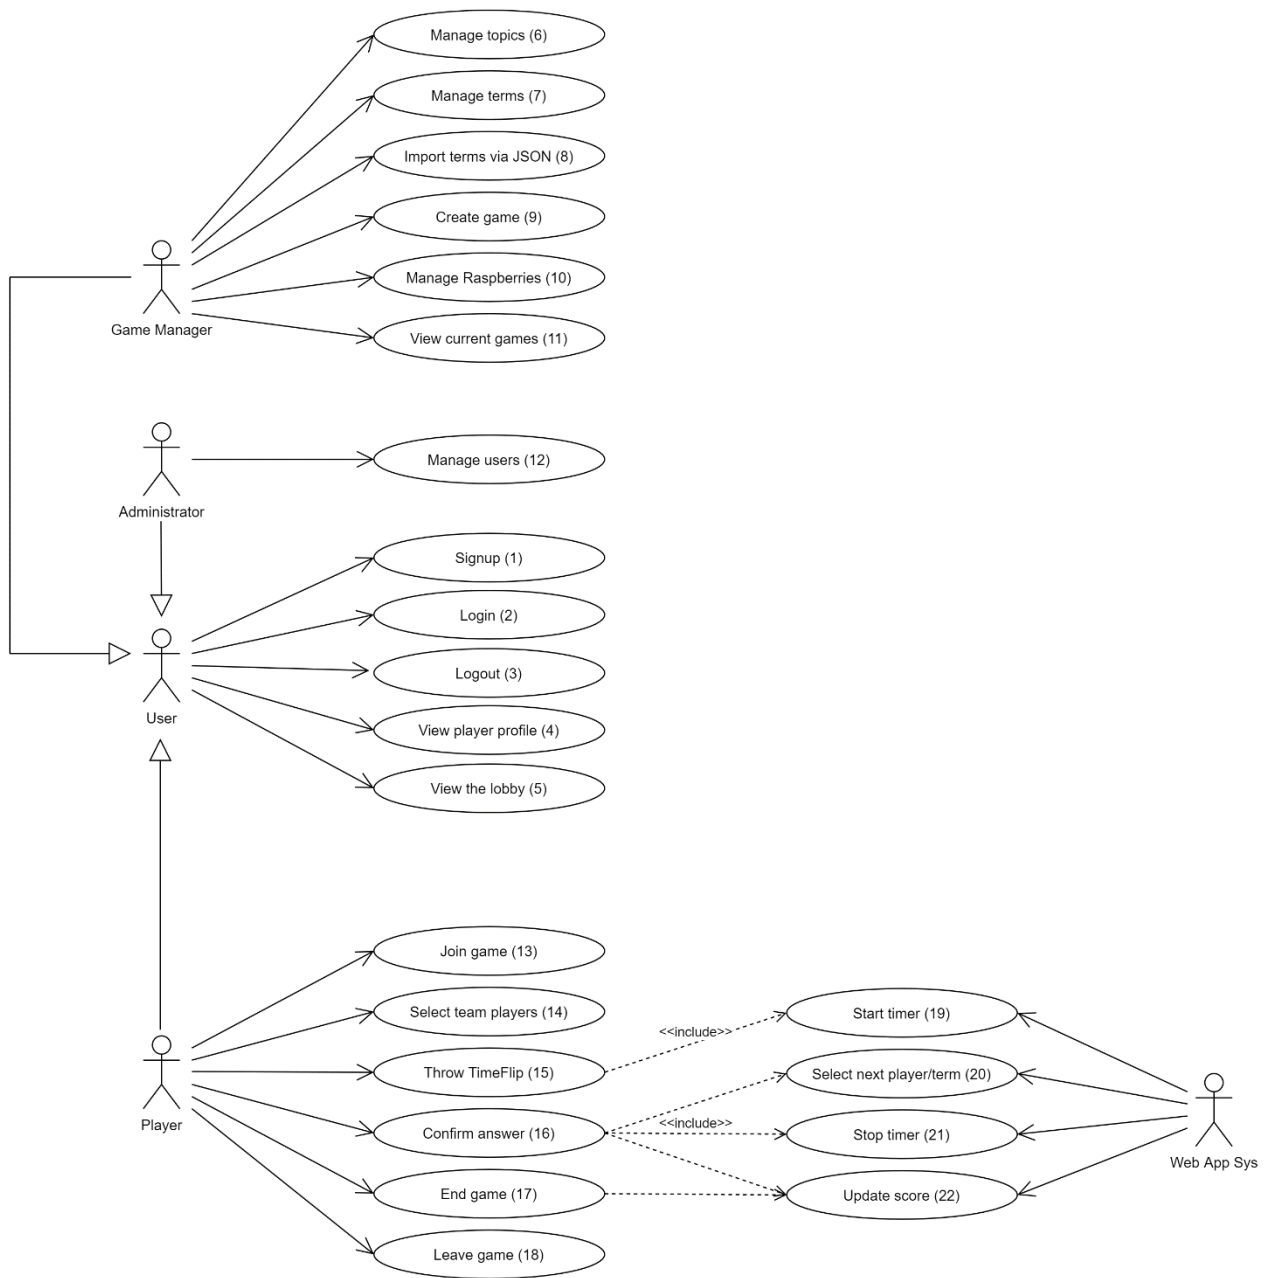 Manage topics (6)
Manage terms (7)
Import terms via JSON (8)
Create game (9)
Manage Raspberries (10)
Game Manager
View current games (11)
Manage users (12)
Administrator
Signup (1)
Login (2)
Logout (3)
User
View player profile (4)
View the lobby (5)
Join game (13)
Select team players (14)
Start timer (19)
<<include>>
Throw TimeFlip (15)
Select next player/term (20)
Player
<<include>>
Confirm answer (16)
Stop timer (21)
Web App Sys
End game (17)
Update score (22)
Leave game (18)